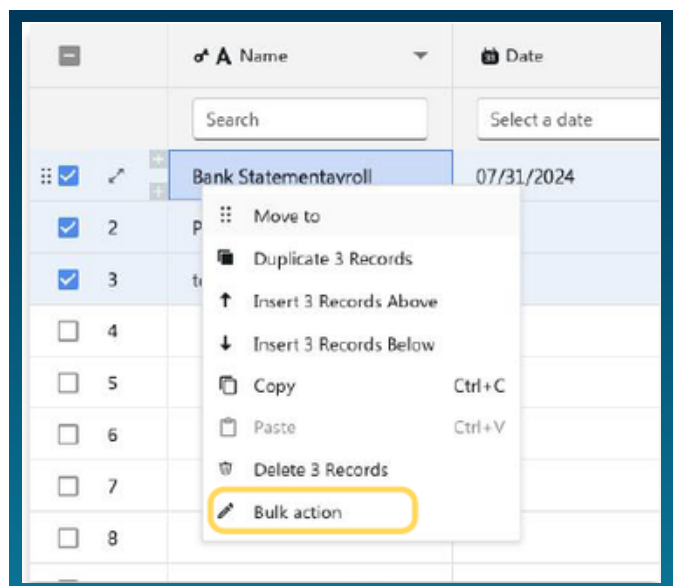 A Name
Date
Search
Select a date
Bank Statementavroll
07/31/2024
2
P
3
Move to
Duplicate 3 Records
Insert 3 Records Above
4
Insert 3 Records Below
5
Copy Ctrl+C
6
Paste Ctrl+V
7
Delete 3 Records
8
Bulk action